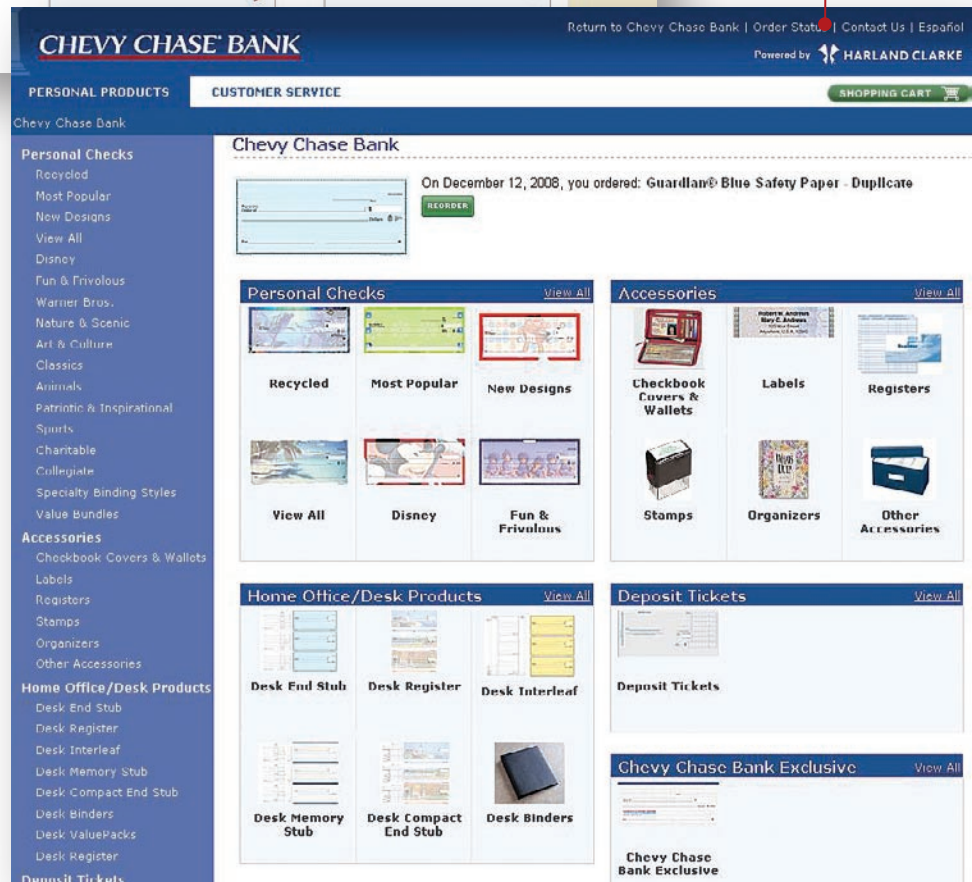 CHEVY CHASE BANK
Return to Chevy Chase Bank | Order Status | Contact Us | Español
Powered by HARLAND CLARKE
PERSONAL PRODUCTS CUSTOMER SERVICE SHOPPING CART
Chevy Chase Bank
Personal Checks
Recycled
Most Popular
New Designs
View All
Disney
Fun & Frivolous
Warner Bros.
Nature & Scenic
Art & Culture
Classics
Animals
Patriotic & Inspirational
Sports
Charitable
Collegiate
Specialty Binding Styles
Value Bundles
Accessories
Checkbook Covers & Wallets
Labels
Registers
Stamps
Organizers
Other Accessories
Home Office/Desk Products
Desk End Stub
Desk Register
Desk Interleaf
Desk Memory Stub
Desk Compact End Stub
Desk Binders
Desk ValuePacks
Desk Register
Deposit Tickets
Chevy Chase Bank
On December 12, 2008, you ordered: Guardian® Blue Safety Paper - Duplicate
REORDER
Personal Checks View All
Recycled Most Popular New Designs
View All Disney Fun &
Frivolous
Accessories View All
Robert W. Andrews
Mary C. Andrews
Checkbook
Covers &
Wallets
Labels
Registers
Stamps Organizers Other
Accessories
Home Office/Desk Products View All
Desk End Stub Desk Register Desk Interleaf
Desk Memory
Stub
Desk Compact
End Stub
Desk Binders
Deposit Tickets View All
Deposit Tickets
Chevy Chase Bank Exclusive View All
Chevy Chase
Bank Exclusive